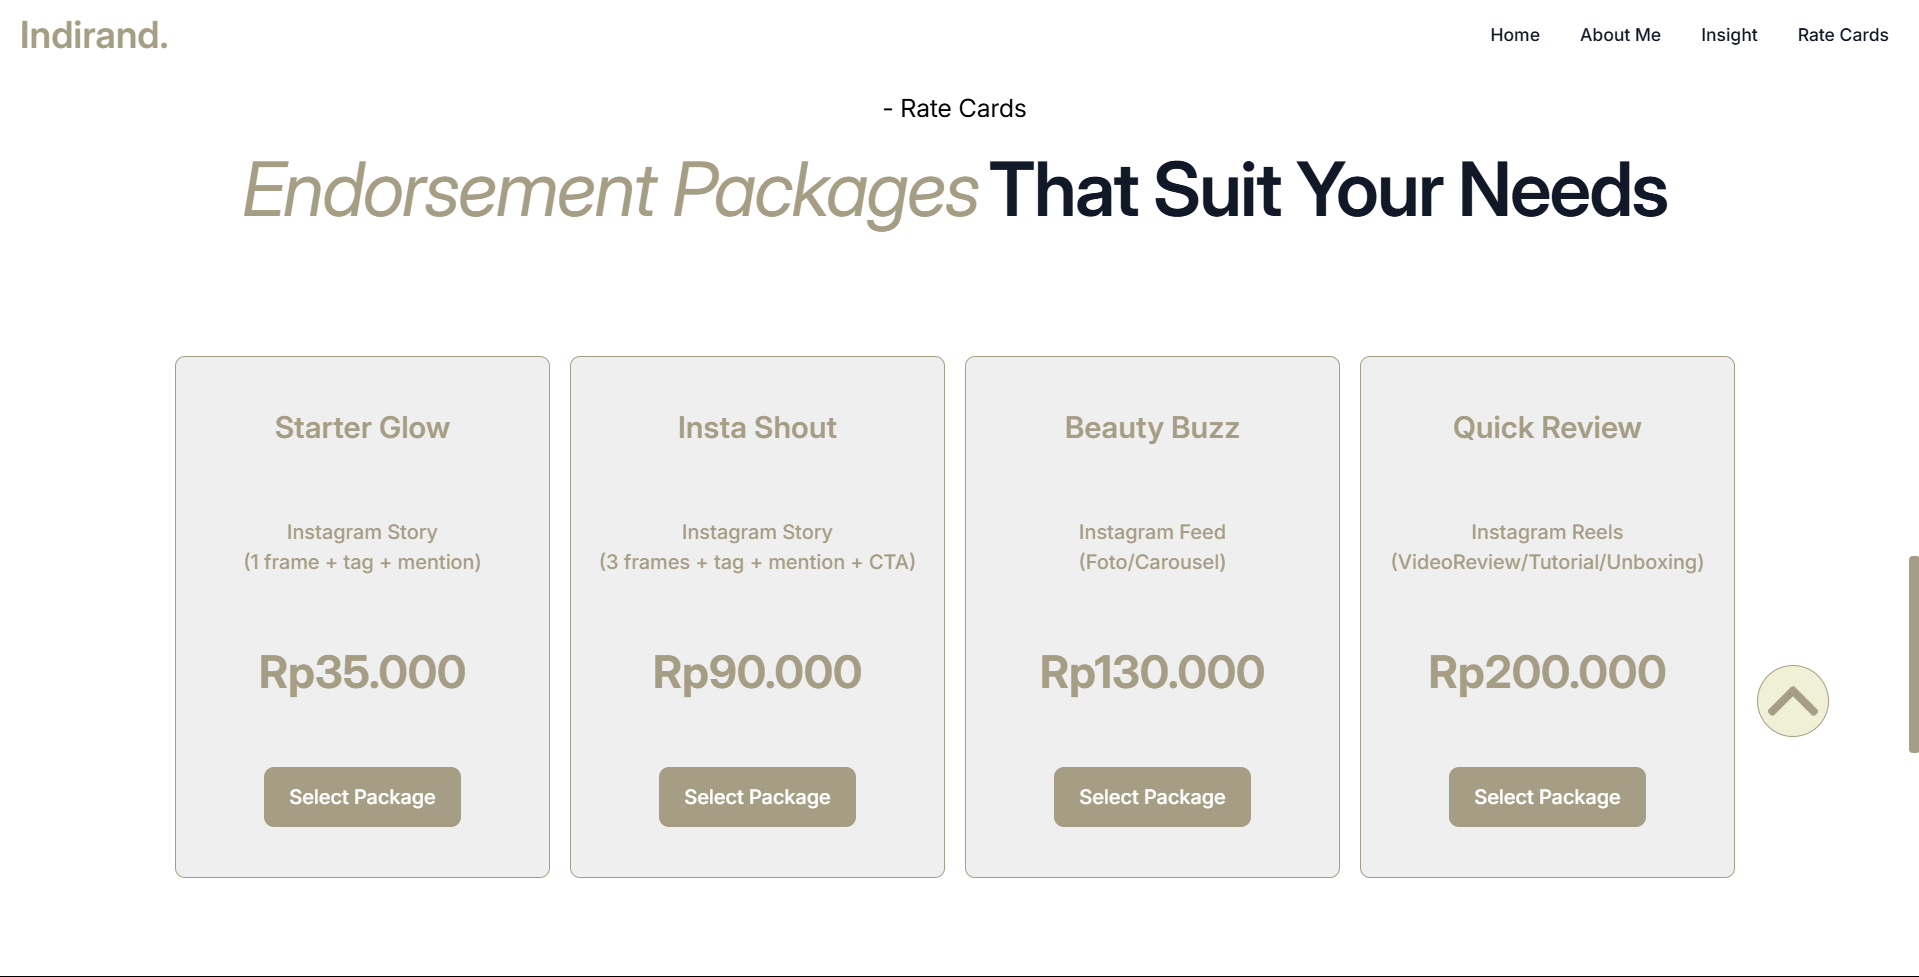 Indirand.
Home
About Me
Insight
Rate Cards
- Rate Cards
Endorsement Packages That Suit Your Needs
Starter Glow
Instagram Story
(1 frame + tag + mention)
Rp35.000
Select Package
Insta Shout
Instagram Story
(3 frames + tag + mention + CTA)
Rp90.000
Select Package
Beauty Buzz
Instagram Feed
(Foto/Carousel)
Rp130.000
Select Package
Quick Review
Instagram Reels
(VideoReview/Tutorial/Unboxing)
Rp200.000
Select Package